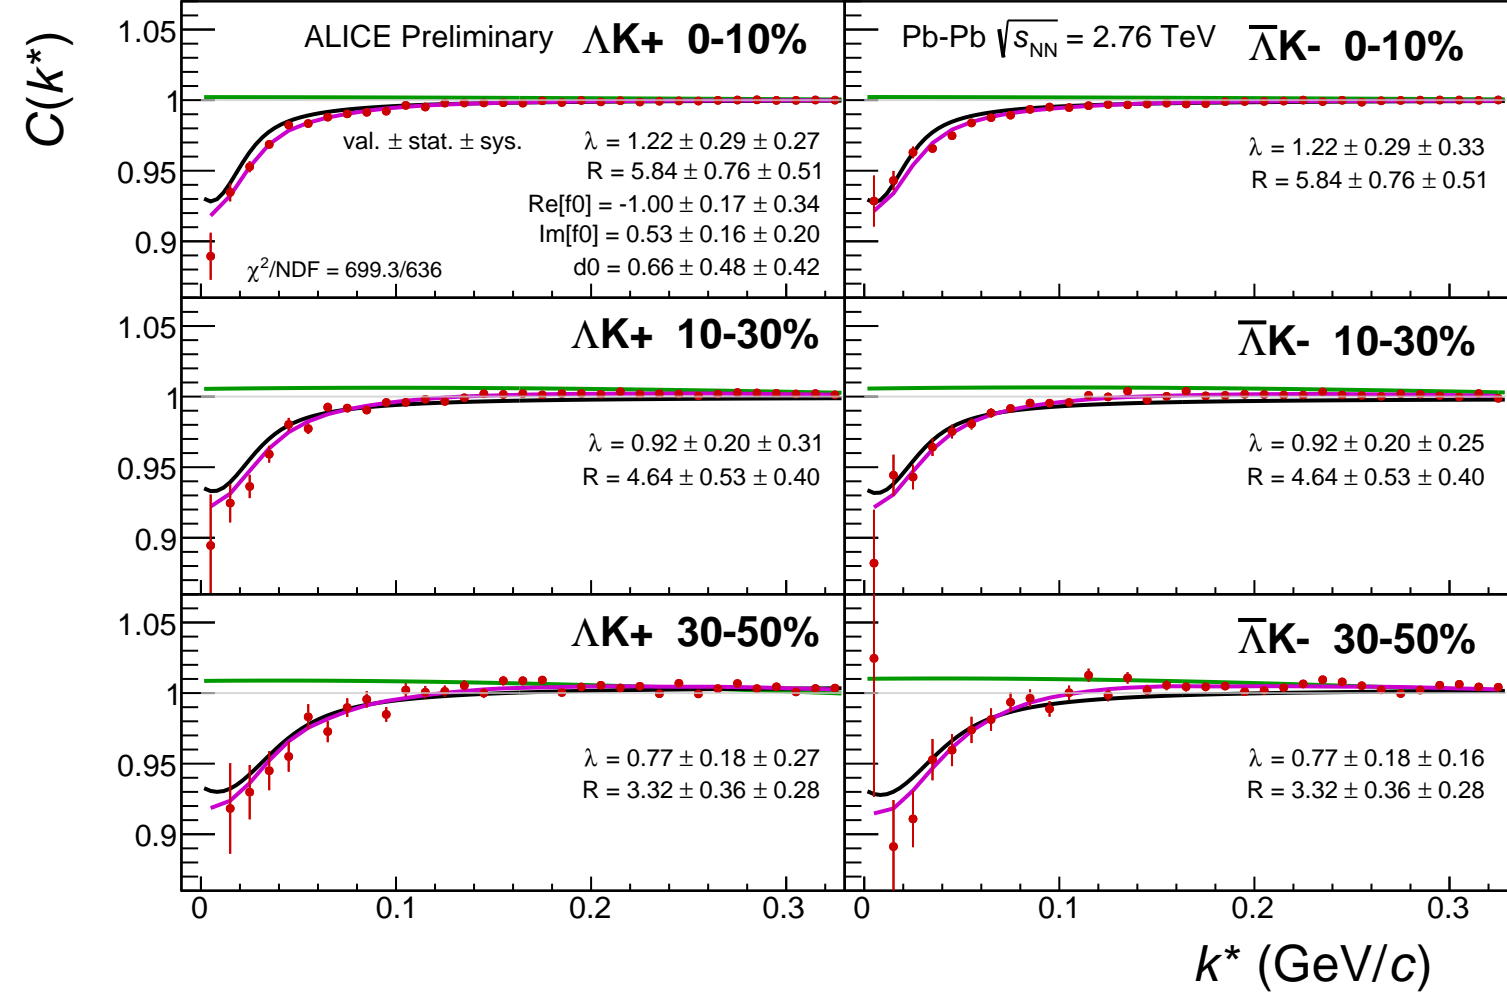 C(k*)
ALICE Preliminary ΛK+ 0-10%
1.05
1
0.95
0.9
val. ± stat. ± sys.
λ = 1.22 ± 0.29 ± 0.27
R = 5.84 ± 0.76 ± 0.51
Re[f0] = -1.00 ± 0.17 ± 0.34
Im[f0] = 0.53 ± 0.16 ± 0.20
d0 = 0.66 ± 0.48 ± 0.42
χ²/NDF = 699.3/636
Pb-Pb √s_NN = 2.76 TeV Λ̅K- 0-10%
λ = 1.22 ± 0.29 ± 0.33
R = 5.84 ± 0.76 ± 0.51
ΛK+ 10-30%
1.05
1
0.95
0.9
λ = 0.92 ± 0.20 ± 0.31
R = 4.64 ± 0.53 ± 0.40
Λ̅K- 10-30%
λ = 0.92 ± 0.20 ± 0.25
R = 4.64 ± 0.53 ± 0.40
ΛK+ 30-50%
1.05
1
0.95
0.9
λ = 0.77 ± 0.18 ± 0.27
R = 3.32 ± 0.36 ± 0.28
Λ̅K- 30-50%
λ = 0.77 ± 0.18 ± 0.16
R = 3.32 ± 0.36 ± 0.28
0 0.1 0.2 0.3
0 0.1 0.2 0.3
k* (GeV/c)